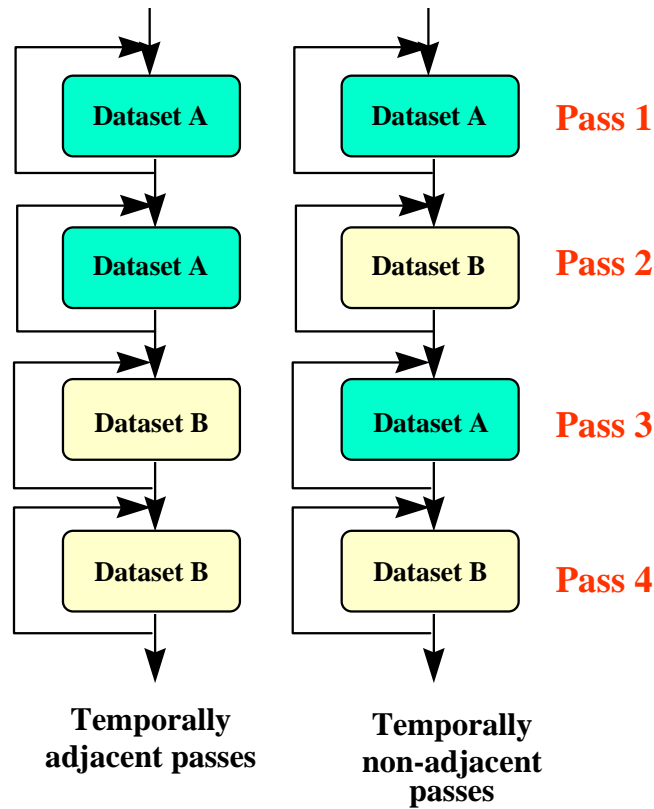 Dataset A
Dataset A
Pass 1
Dataset A
Dataset B
Pass 2
Dataset B
Dataset A
Pass 3
Dataset B
Dataset B
Pass 4
Temporally
adjacent passes
Temporally
non-adjacent
passes